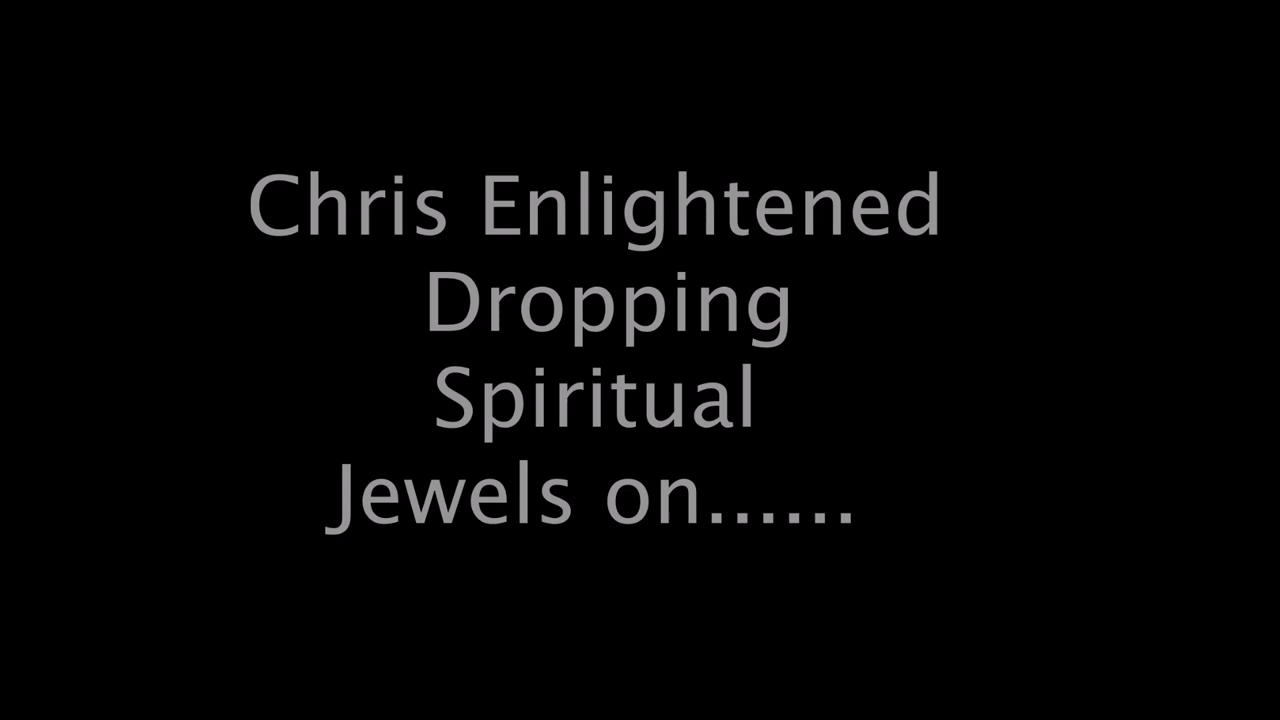 Chris Enlightened
Dropping
Spiritual
Jewels on......